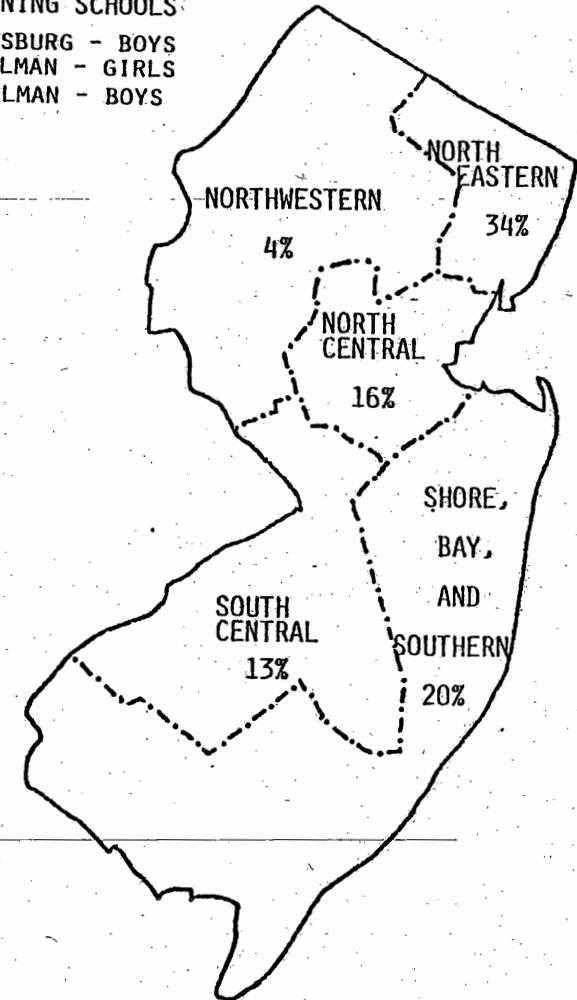 NING SCHOOLS
SBURG - BOYS
LMAN - GIRLS
LMAN - BOYS
NORTH
EASTERN
34%
NORTHWESTERN
4%
NORTH
CENTRAL
16%
SHORE,
BAY,
AND
SOUTHERN
20%
SOUTH
CENTRAL
13%